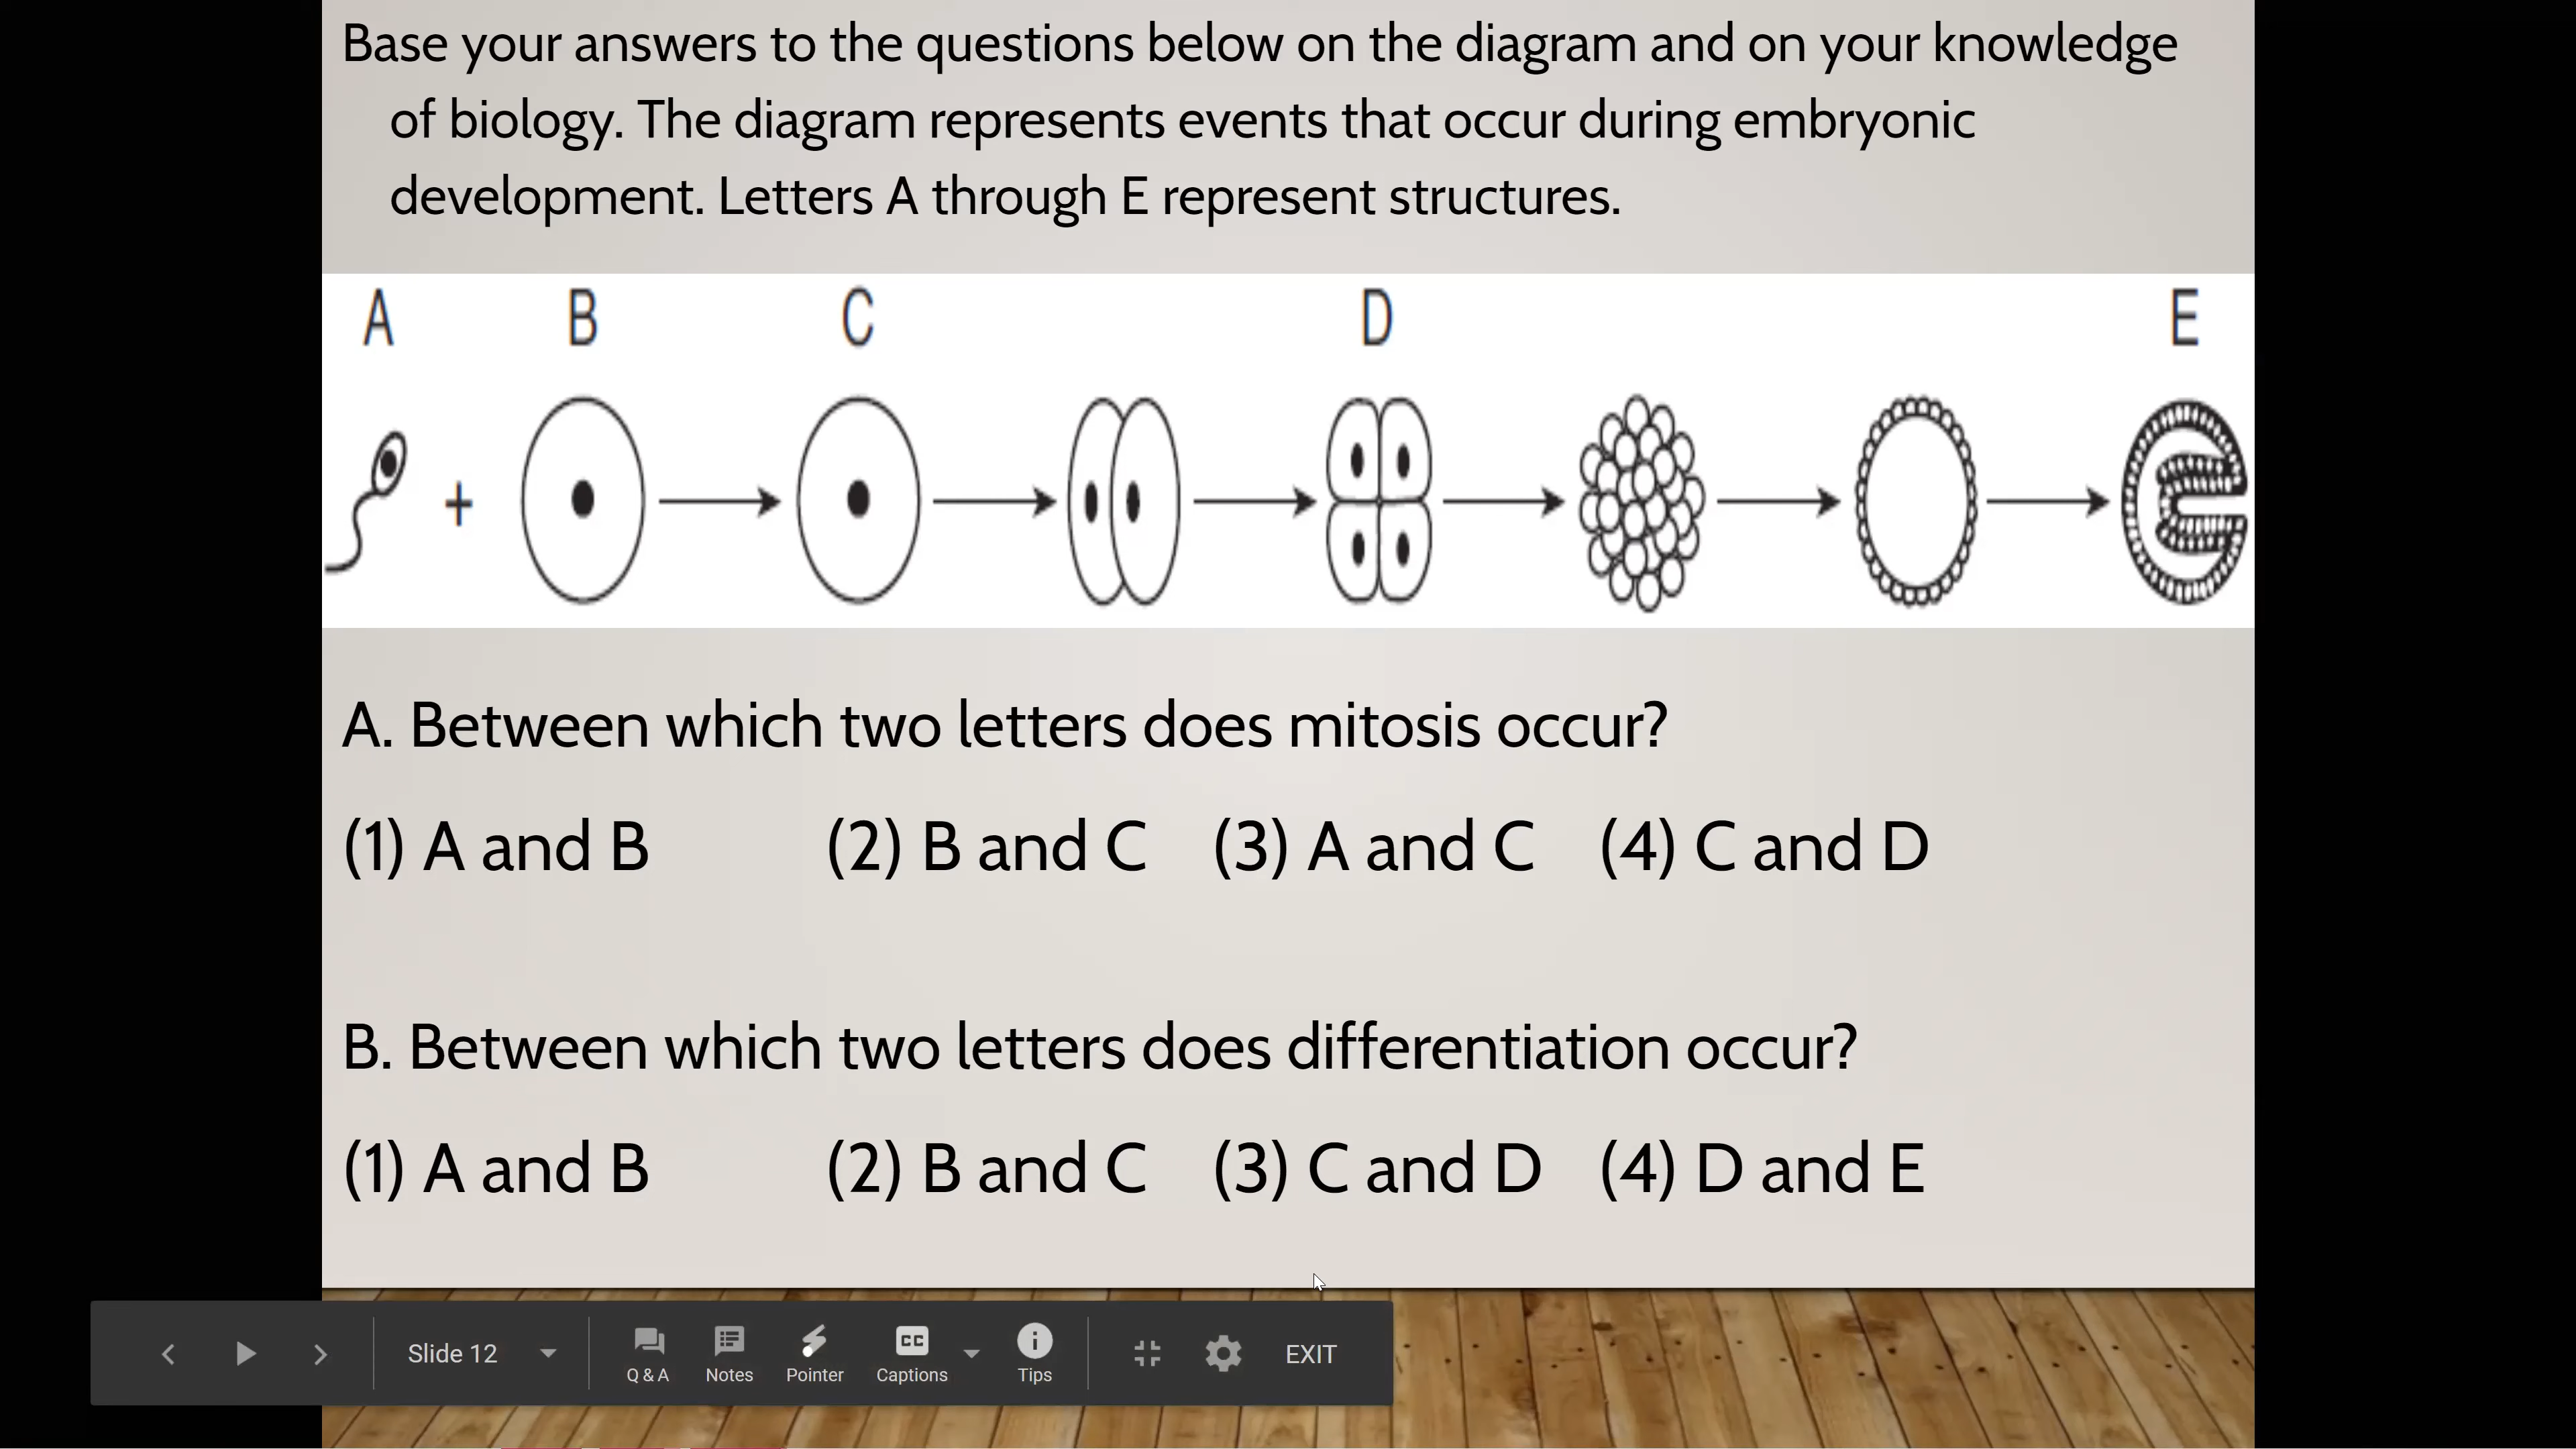 Base your answers to the questions below on the diagram and on your knowledge
of biology. The diagram represents events that occur during embryonic
development. Letters A through E represent structures.
A B C D E
+
A. Between which two letters does mitosis occur?
(1) A and B (2) B and C (3) A and C (4) C and D
B. Between which two letters does differentiation occur?
(1) A and B (2) B and C (3) C and D (4) D and E
Slide 12 Q & A Notes Pointer CC Captions Tips EXIT